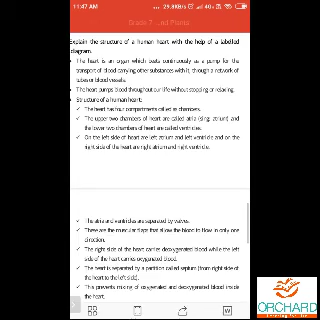 11:47 AM
29.8KB/s
Grade 7
nd Plants
Explain the structure of a human heart with the help of a labelled
diagram.
✓ The heart is an organ which beats continuously as a pump for the
transport of blood carrying other substances with it, through a network of
tubes or blood vessels.
✓ The heart pumps blood throughout our life without stopping or relaxing.
• Structure of a human heart:
✓ The heart has four compartments called as chambers.
✓ The upper two chambers of heart are called atria (sing. atrium) and
the lower two chambers of heart are called ventricles.
✓ On the left side of heart are left atrium and left ventricle and on the
right side of the heart are right atrium and right ventricle.
✓ The atria and ventricles are separated by valves.
✓ These are the muscular flaps that allow the blood to flow in only one
direction.
✓ The right side of the heart carries deoxygenated blood while the left
side of the heart carries oxygenated blood.
✓ The heart is separated by a partition called septum (from right side of
the heart to the left side).
✓ This prevents mixing of oxygenated and deoxygenated blood inside
the heart.
W
ORCHARD